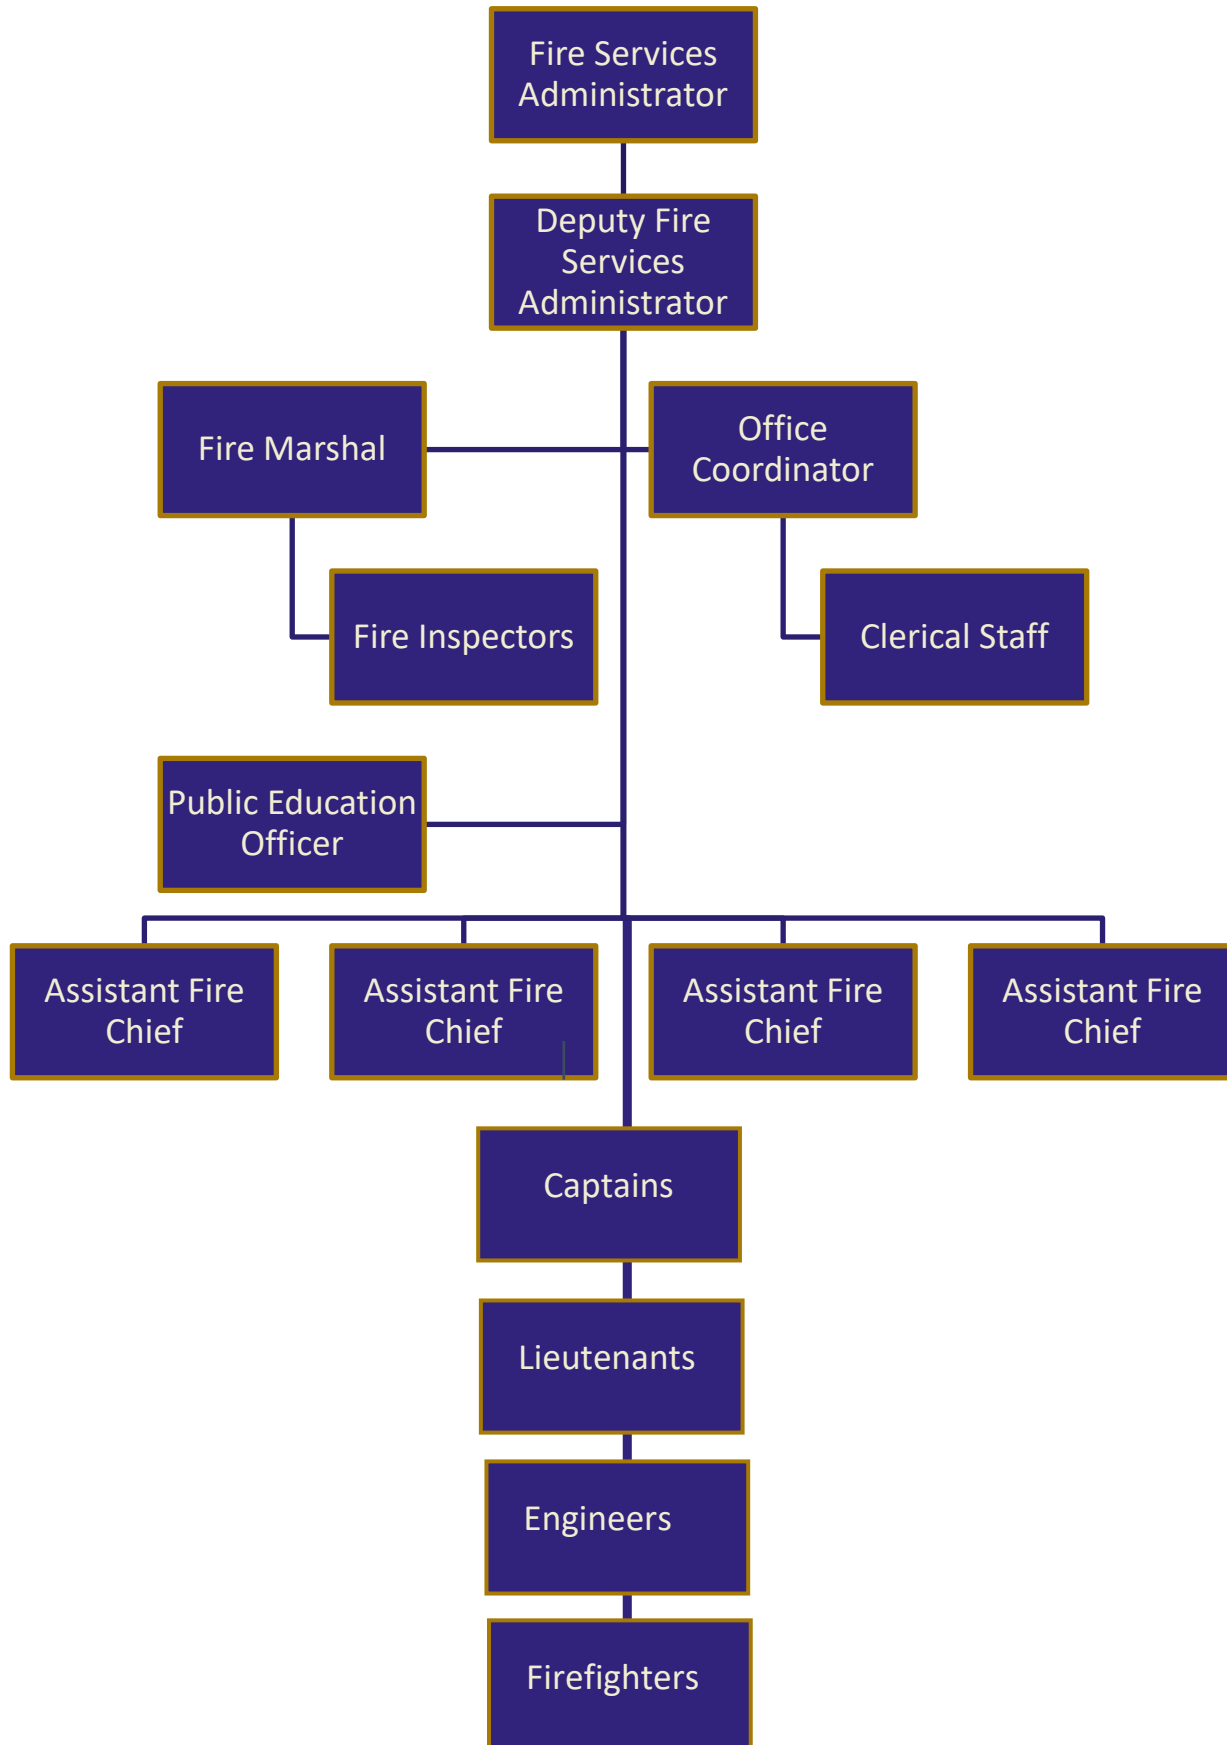 Fire Services
Administrator
Deputy Fire
Services
Administrator
Fire Marshal
Office
Coordinator
Fire Inspectors
Clerical Staff
Public Education
Officer
Assistant Fire
Chief
Assistant Fire
Chief
Assistant Fire
Chief
Assistant Fire
Chief
Captains
Lieutenants
Engineers
Firefighters